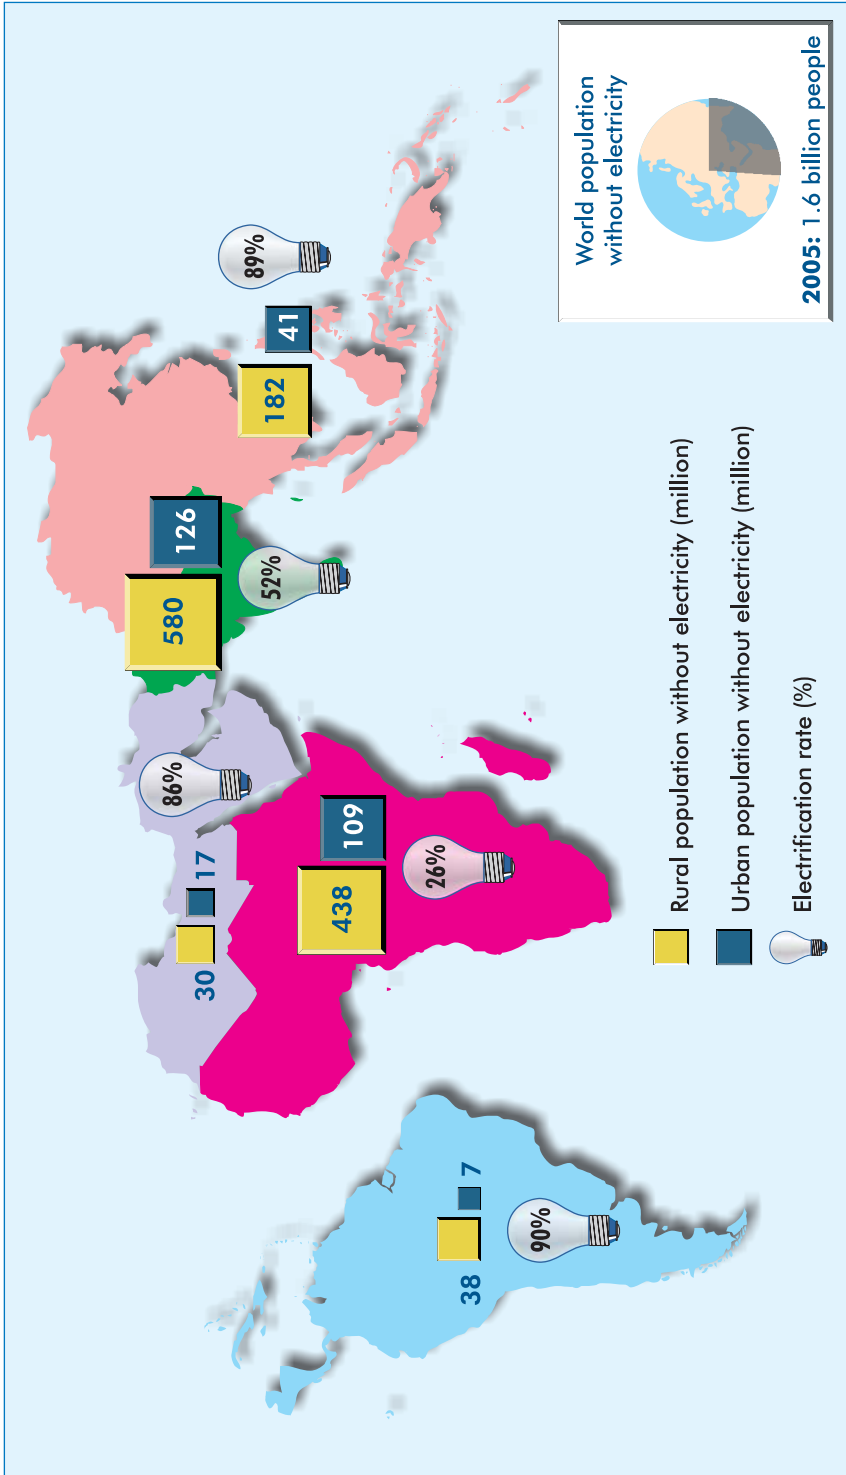 World population
without electricity
2005: 1.6 billion people
89%
182
41
580
126
52%
86%
30
17
438
109
26%
38
7
90%
Rural population without electricity (million)
Urban population without electricity (million)
Electrification rate (%)